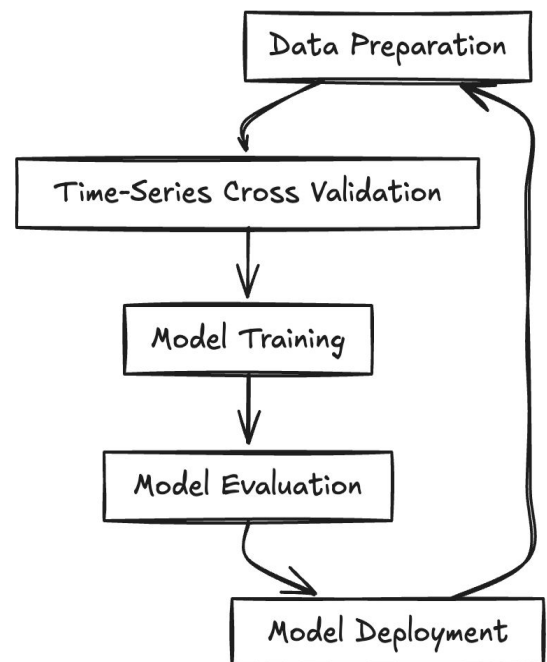 Data Preparation
Time-Series Cross Validation
Model Training
Model Evaluation
Model Deployment